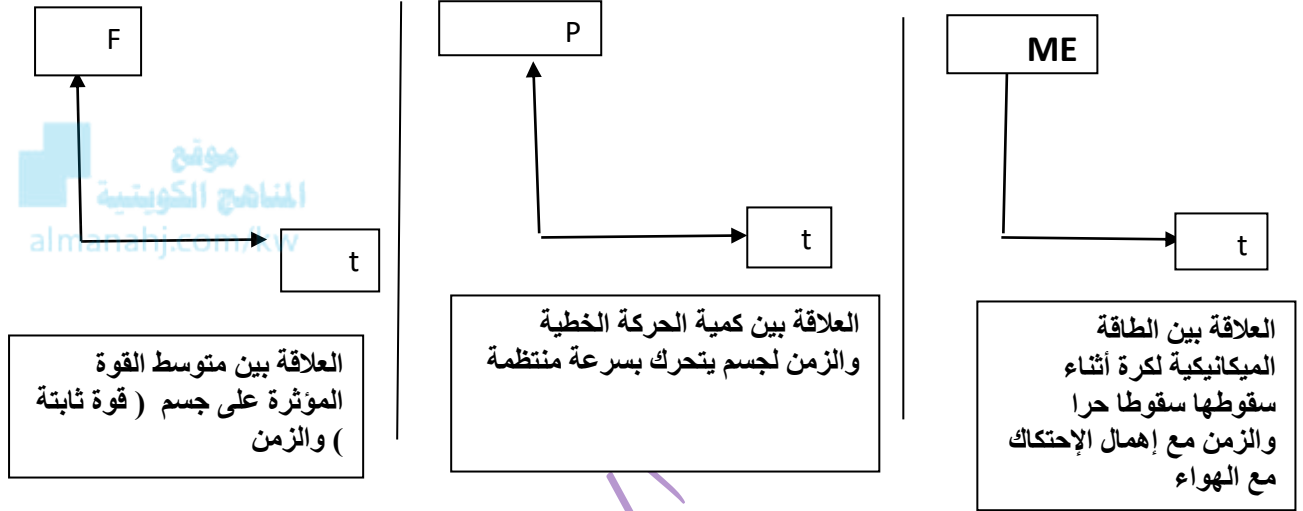 ME
t
العلاقة بين الطاقة
الميكانيكية لكرة أثناء
سقوطها سقوطا حرا
والزمن مع إهمال الإحتكاك
مع الهواء
P
t
العلاقة بين كمية الحركة الخطية
والزمن لجسم يتحرك بسرعة منتظمة
F
t
العلاقة بين متوسط القوة
المؤثرة على جسم ( قوة ثابتة
) والزمن
موقع
المناهج الكويتية
almanahj.com/kw